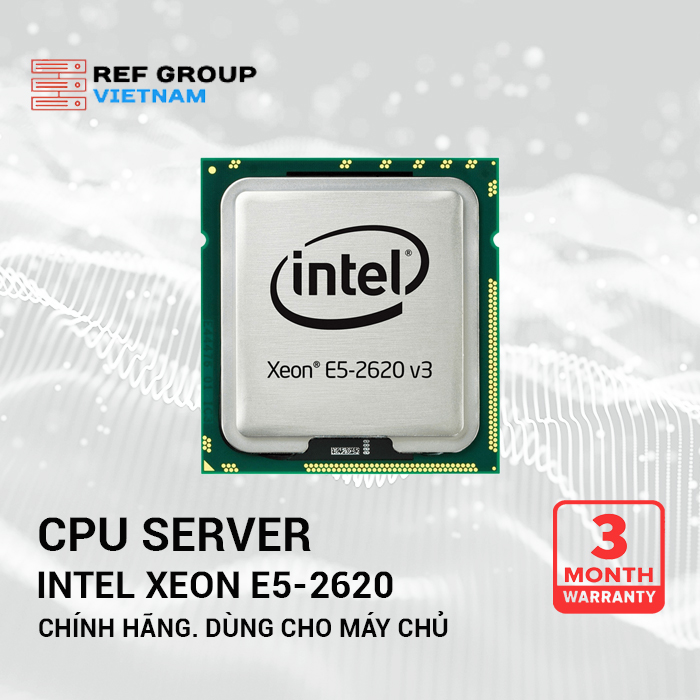 REF GROUP
VIETNAM
intel®
Xeon® E5-2620 v3
CPU SERVER
INTEL XEON E5-2620
CHÍNH HÃNG. DÙNG CHO MÁY CHỦ
3
MONTH
WARRANTY